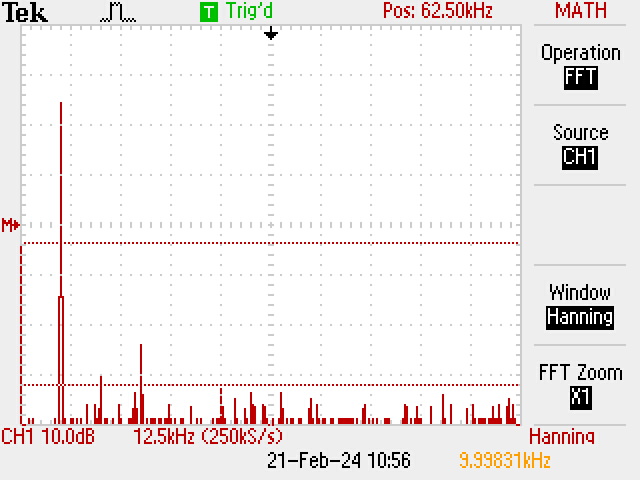 Tek T Trig'd Pos: 62.50kHz MATH
Operation
FFT
Source
CH1
M
Window
Hanning
FFT Zoom
X1
CH1 10.0dB 12.5kHz (250kS/s) Hanning
21-Feb-24 10:56 9.99831kHz